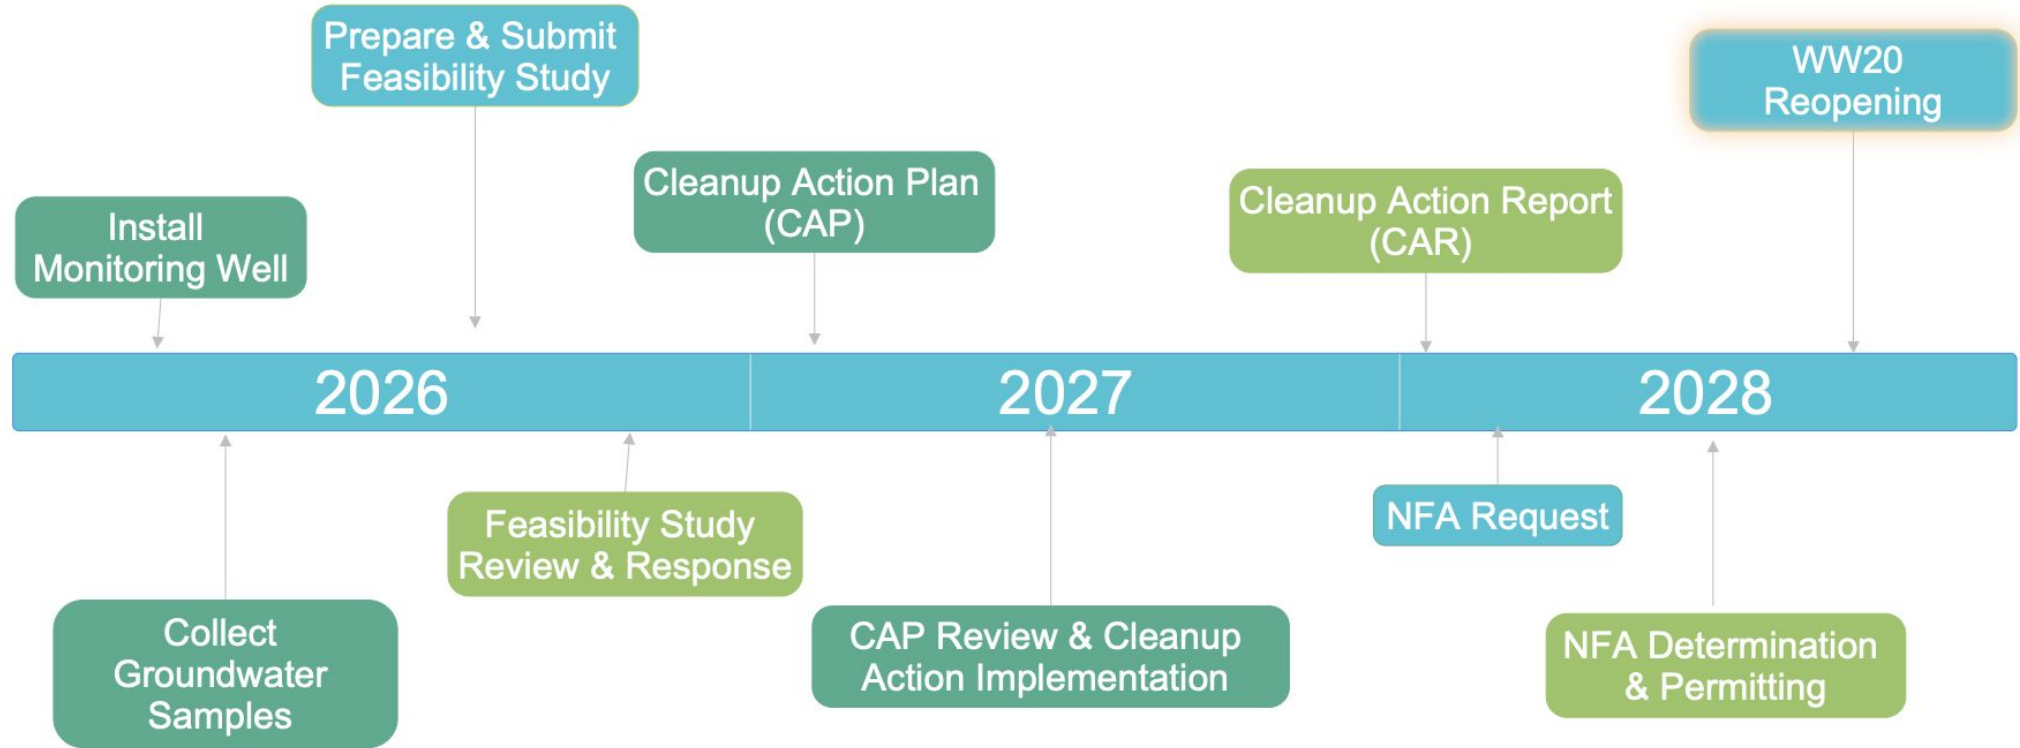 Prepare & Submit
Feasibility Study
WW20
Reopening
Cleanup Action Plan
(CAP)
Cleanup Action Report
(CAR)
Install
Monitoring Well
2026
2027
2028
Feasibility Study
Review & Response
NFA Request
Collect
Groundwater
Samples
CAP Review & Cleanup
Action Implementation
NFA Determination
& Permitting